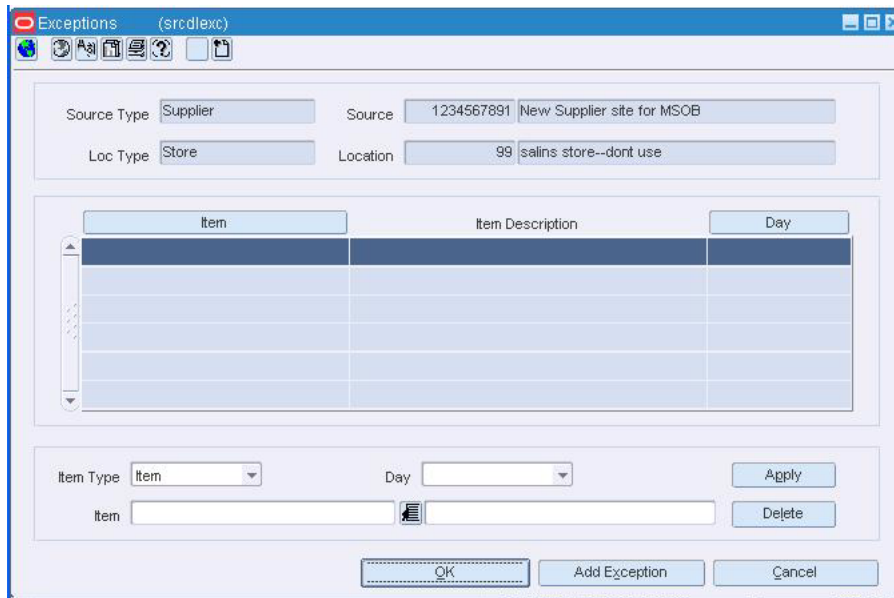 Exceptions (srcdlexc)
Source Type Supplier Source 1234567891 New Supplier site for MSOB
Loc Type Store Location 99 salins store--dont use
Item Item Description Day
Item Type Item Day Apply
Item Delete
OK Add Exception Cancel